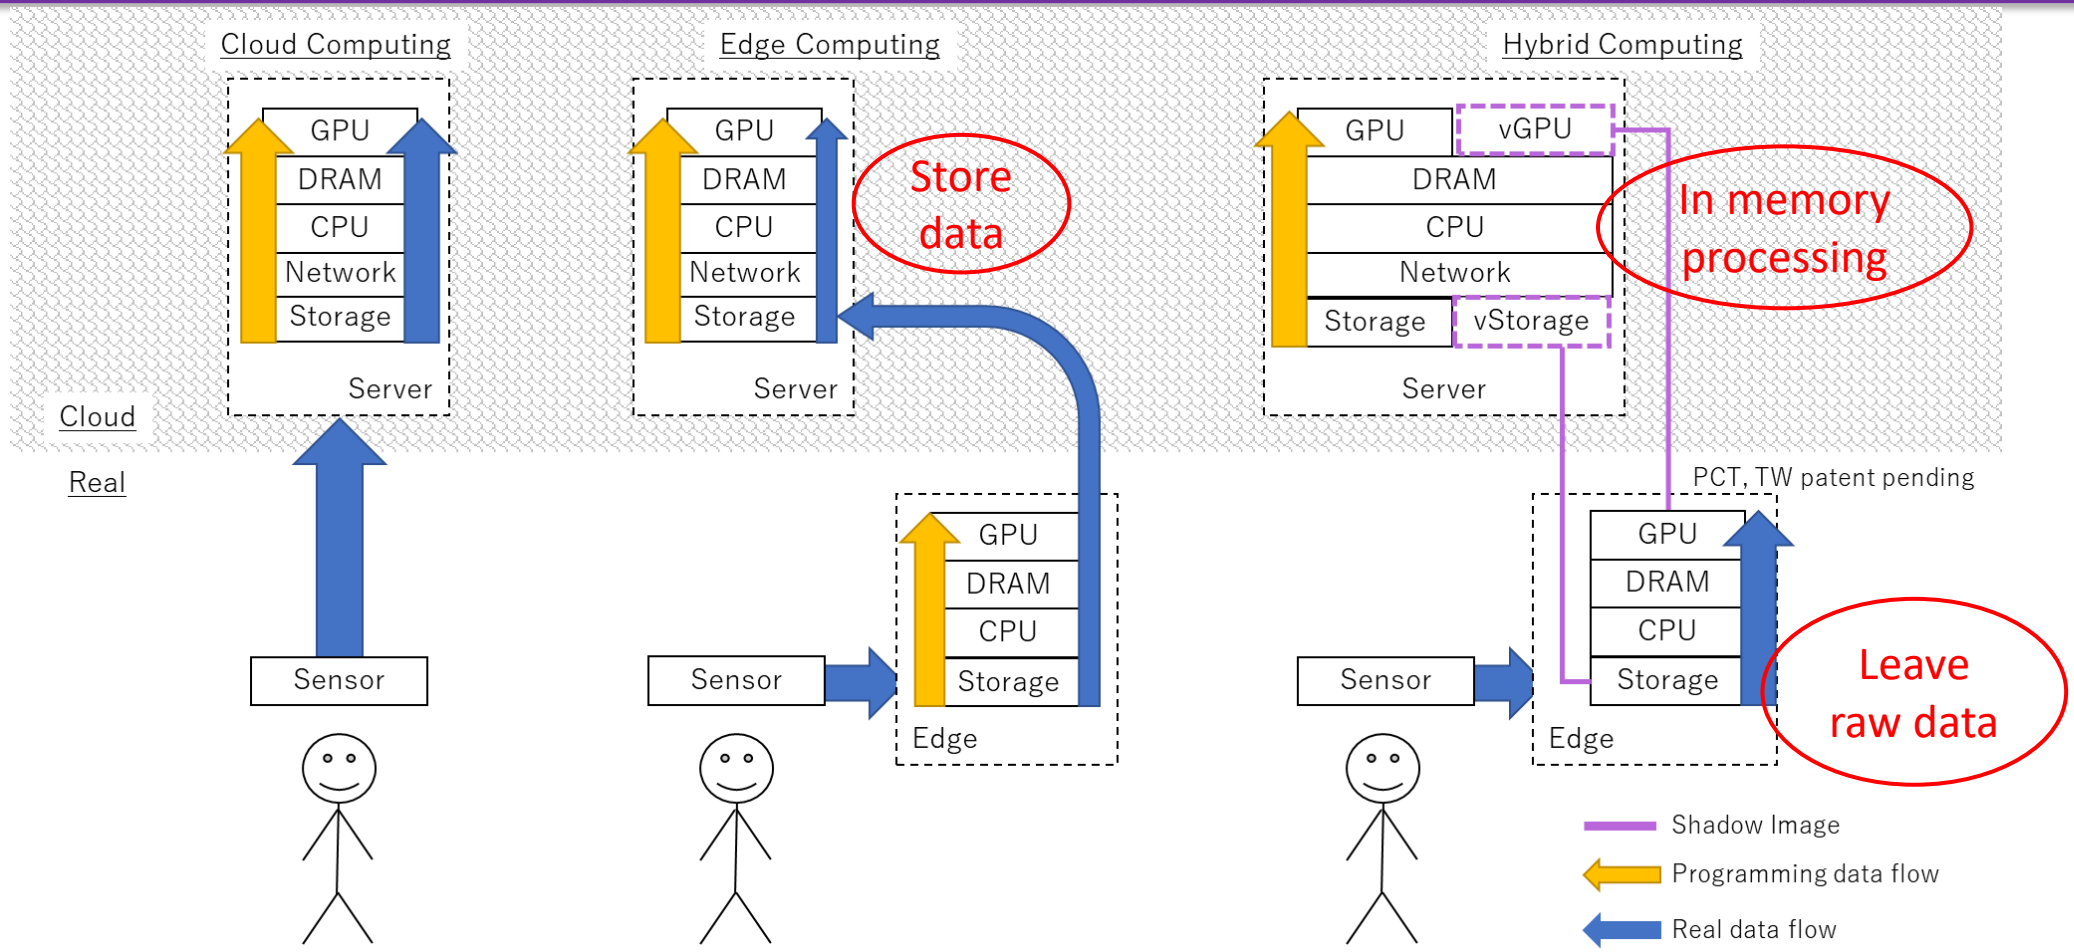 Cloud Computing
GPU
DRAM
CPU
Network
Storage
Server
Sensor
Edge Computing
GPU
DRAM
CPU
Network
Storage
Server
Store
data
GPU
DRAM
CPU
Storage
Edge
Sensor
Hybrid Computing
GPU
vGPU
DRAM
CPU
Network
Storage
vStorage
Server
In memory
processing
PCT, TW patent pending
GPU
DRAM
CPU
Storage
Edge
Sensor
Leave
raw data
Cloud
Real
Shadow Image
Programming data flow
Real data flow